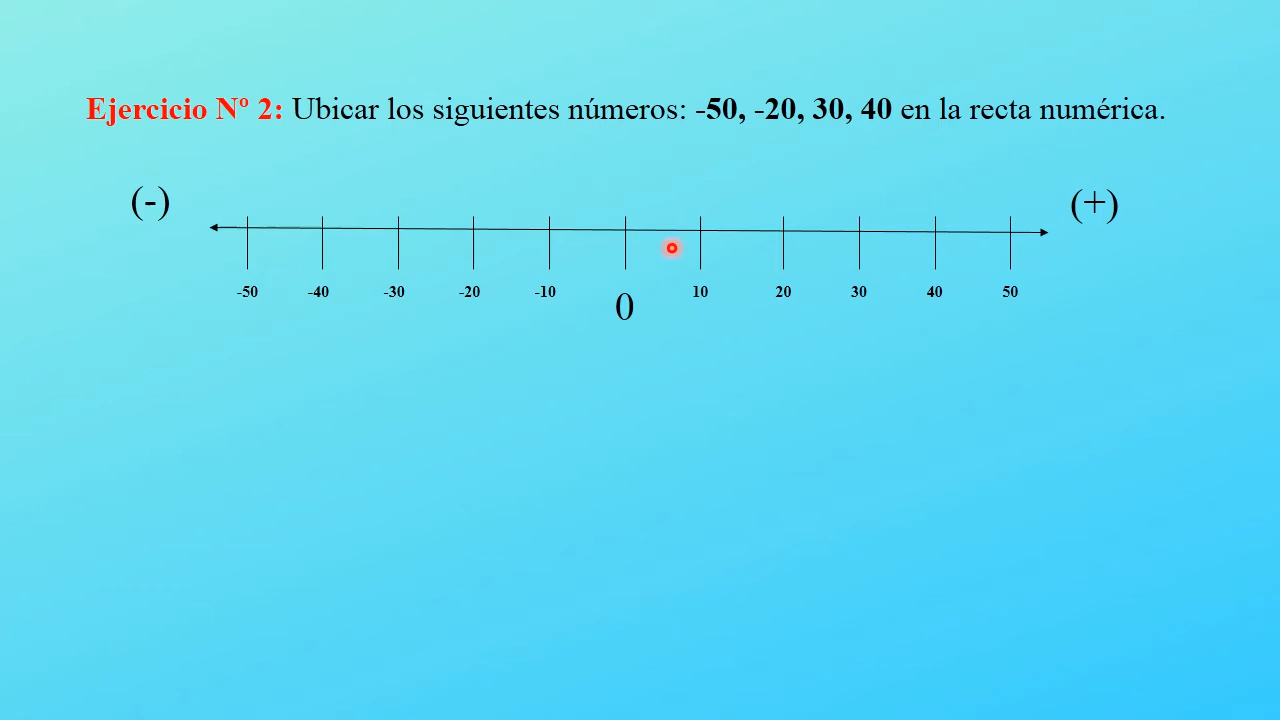 Ejercicio Nº 2: Ubicar los siguientes números: -50, -20, 30, 40 en la recta numérica.
(-) (+)
-50 -40 -30 -20 -10 0 10 20 30 40 50